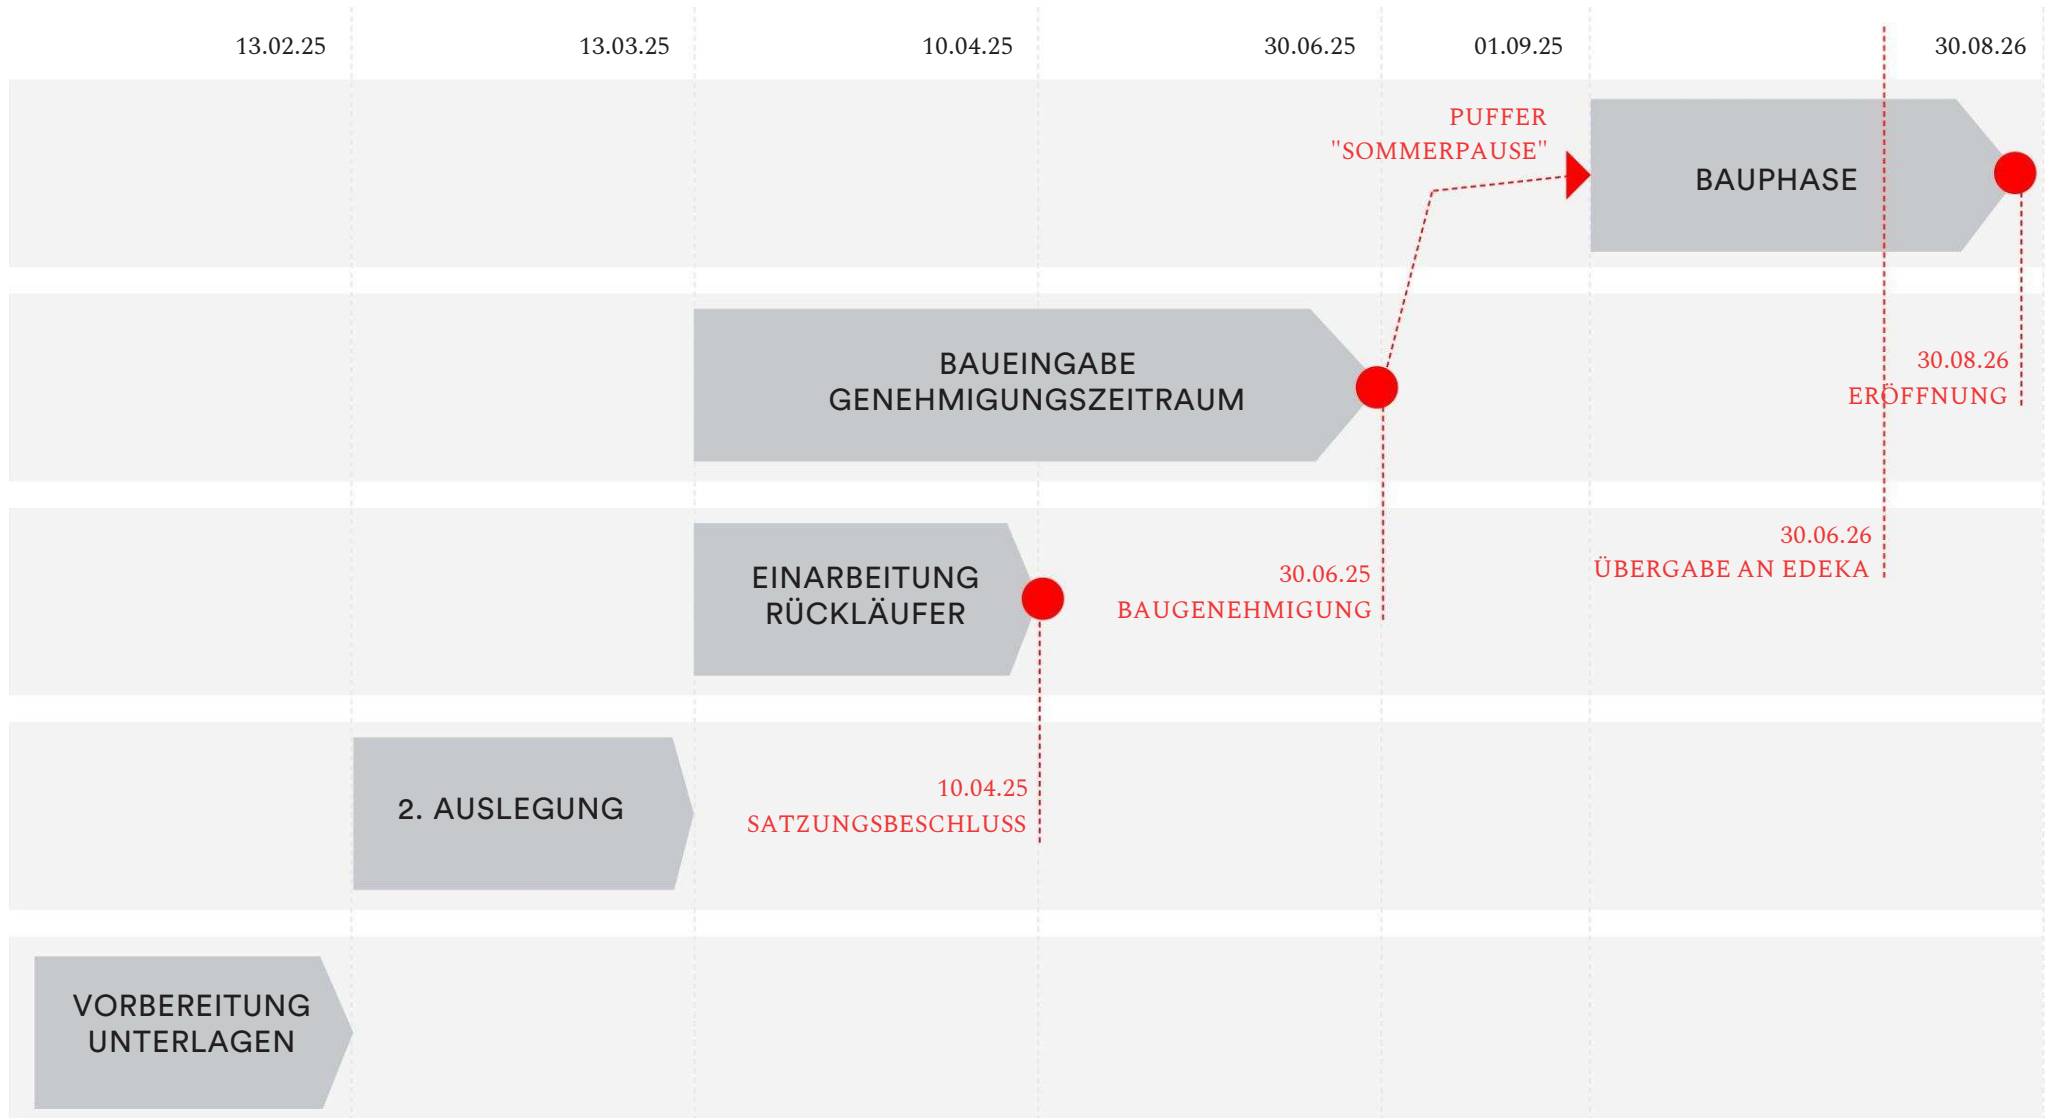 13.02.25
13.03.25
10.04.25
30.06.25
01.09.25
30.08.26
PUFFER
"SOMMERPAUSE"
BAUPHASE
BAUEINGABE
GENEHMIGUNGSZEITRAUM
30.08.26
ERÖFFNUNG
EINARBEITUNG
RÜCKLÄUFER
30.06.25
BAUGENEHMIGUNG
30.06.26
ÜBERGABE AN EDEKA
2. AUSLEGUNG
10.04.25
SATZUNGSBESCHLUSS
VORBEREITUNG
UNTERLAGEN